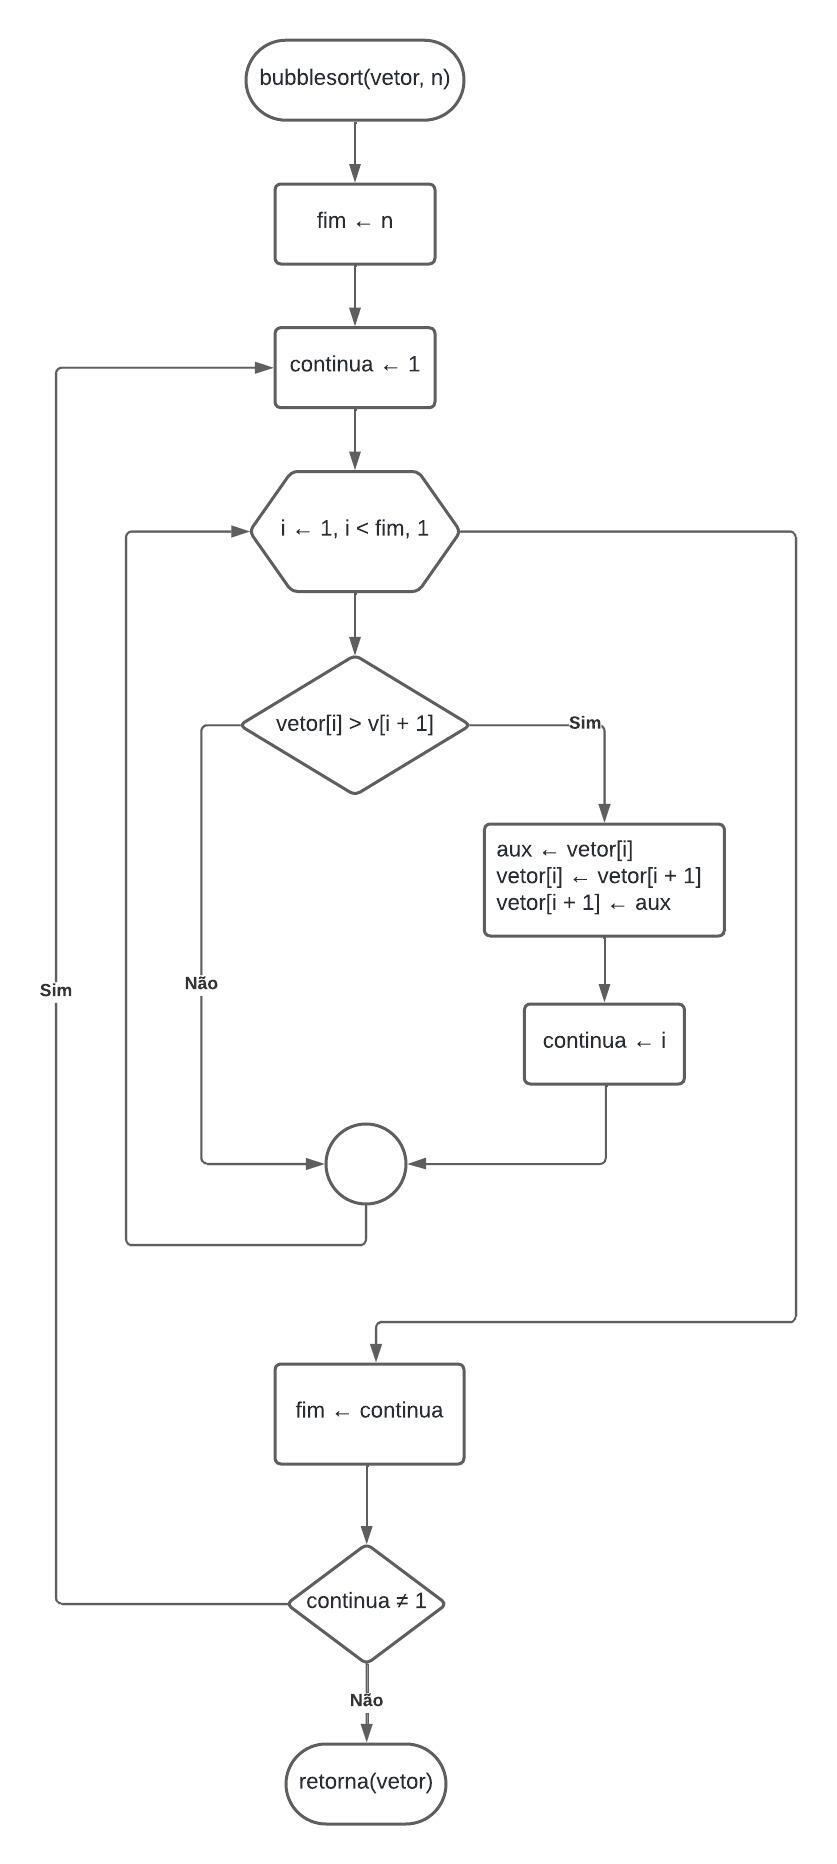 bubblesort(vetor, n)
fim ← n
continua ← 1
i ← 1, i < fim, 1
vetor[i] > v[i + 1]
Sim
aux ← vetor[i]
vetor[i] ← vetor[i + 1]
vetor[i + 1] ← aux
Sim
Não
continua ← i
fim ← continua
continua ≠ 1
Não
retorna(vetor)